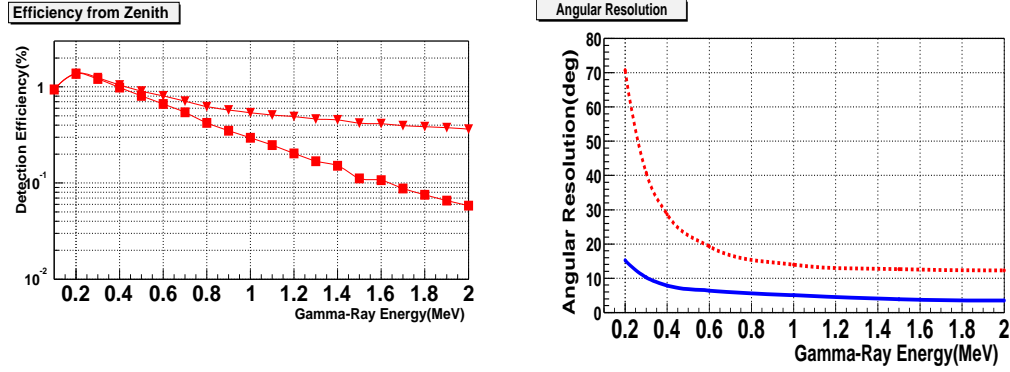 Efficiency from Zenith
Detection Efficiency(%)
1
10-1
10-2
0.2 0.4 0.6 0.8 1 1.2 1.4 1.6 1.8 2
Gamma-Ray Energy(MeV)
Angular Resolution
Angular Resolution(deg)
80
70
60
50
40
30
20
10
0
0.2 0.4 0.6 0.8 1 1.2 1.4 1.6 1.8 2
Gamma-Ray Energy(MeV)